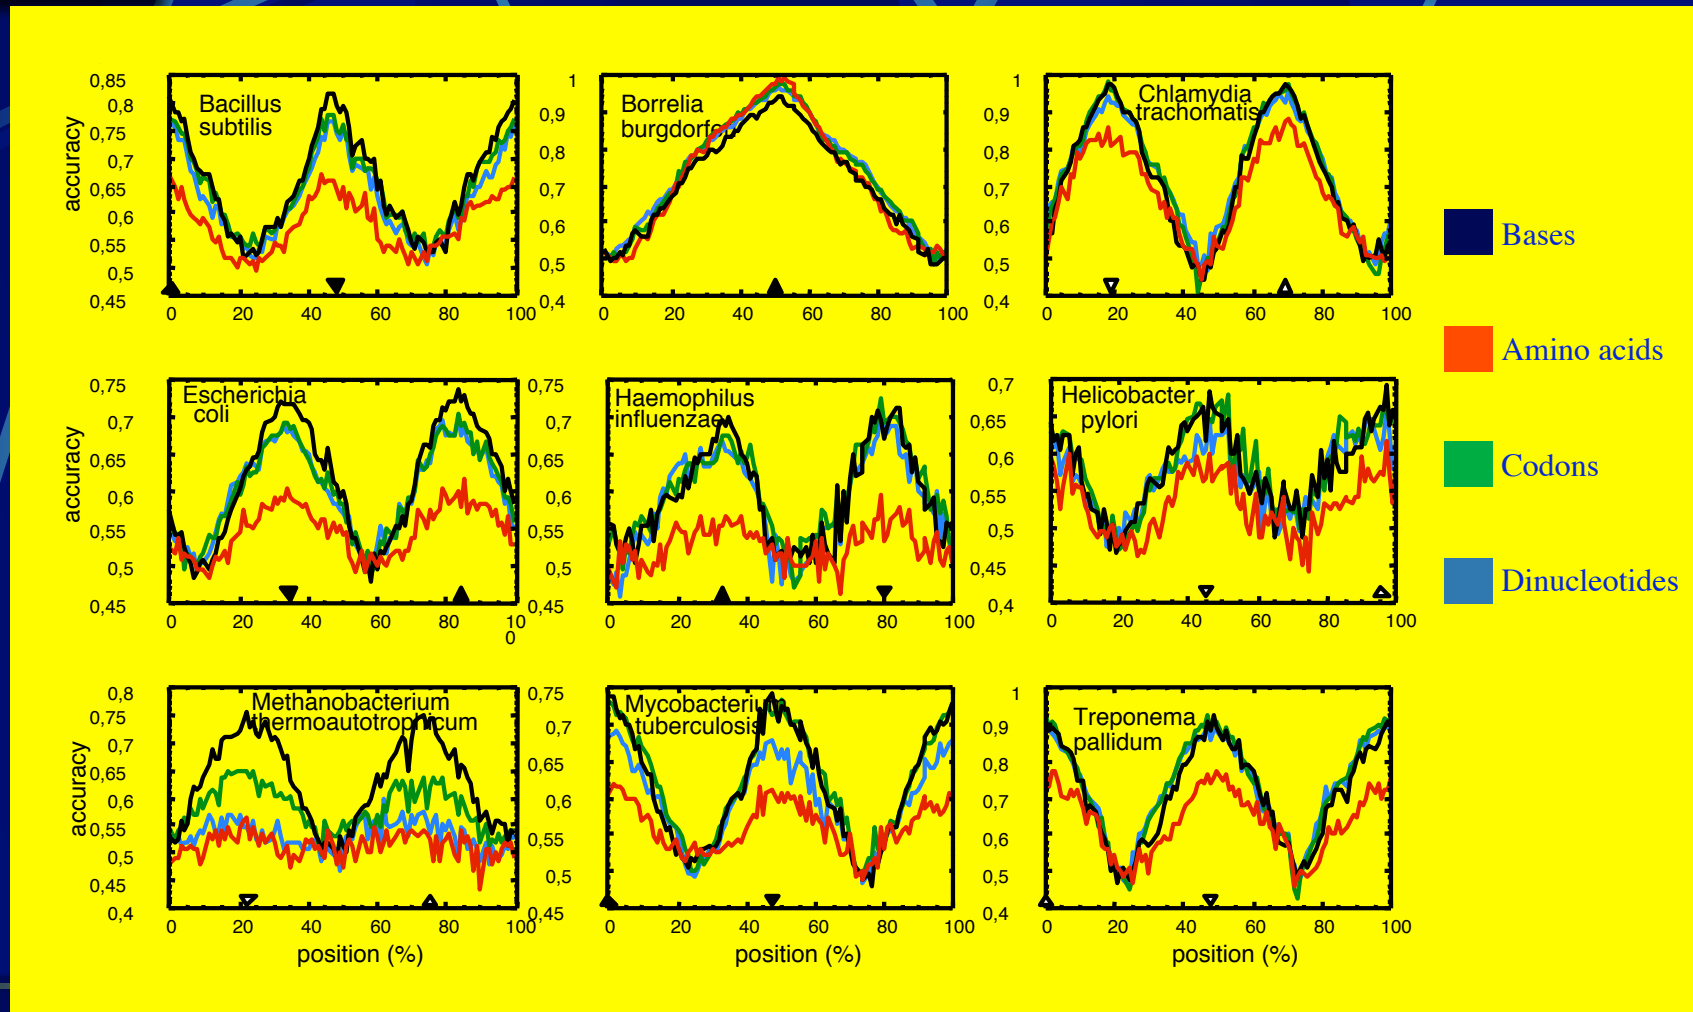 0,85
0,8
0,75
0,7
0,65
0,6
0,55
0,5
0,45
accuracy
Bacillus
subtilis
0 20 40 60 80 100
1
0,9
0,8
0,7
0,6
0,5
0,4
Borrelia
burgdorfe
0 20 40 60 80 100
1
0,9
0,8
0,7
0,6
0,5
0,4
Chlamydia
trachomatis
0 20 40 60 80 100
0,75
0,7
0,65
0,6
0,55
0,5
0,45
accuracy
Escherichia
coli
0 20 40 60 80 10
0
0,75
0,7
0,65
0,6
0,55
0,5
0,45
Haemophilus
influenzae
0 20 40 60 80 100
0,7
0,65
0,6
0,55
0,5
0,45
0,4
Helicobacter
pylori
0 20 40 60 80 100
0,8
0,75
0,7
0,65
0,6
0,55
0,5
0,45
0,4
accuracy
Methanobacterium
thermoautotrophicum
0 20 40 60 80 100
position (%)
0,75
0,7
0,65
0,6
0,55
0,5
0,45
Mycobacterium
tuberculosis
0 20 40 60 80 100
position (%)
1
0,9
0,8
0,7
0,6
0,5
0,4
Treponema
pallidum
0 20 40 60 80 100
position (%)
Bases
Amino acids
Codons
Dinucleotides